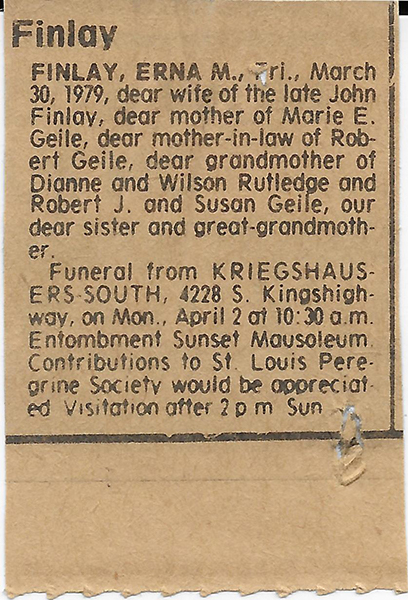 Finlay
FINLAY, ERNA M., Fri., March
30, 1979, dear wife of the late John
Finlay, dear mother of Marie E.
Geile, dear mother-in-law of Rob-
ert Geile, dear grandmother of
Dianne and Wilson Rutledge and
Robert J. and Susan Geile, our
dear sister and great-grandmoth-
er.
Funeral from KRIEGSHAUS-
ERS-SOUTH, 4228 S. Kingshigh-
way, on Mon., April 2 at 10:30 a.m.
Entombment Sunset Mausoleum.
Contributions to St. Louis Pere-
grine Society would be appreciat-
ed Visitation after 2 p m Sun